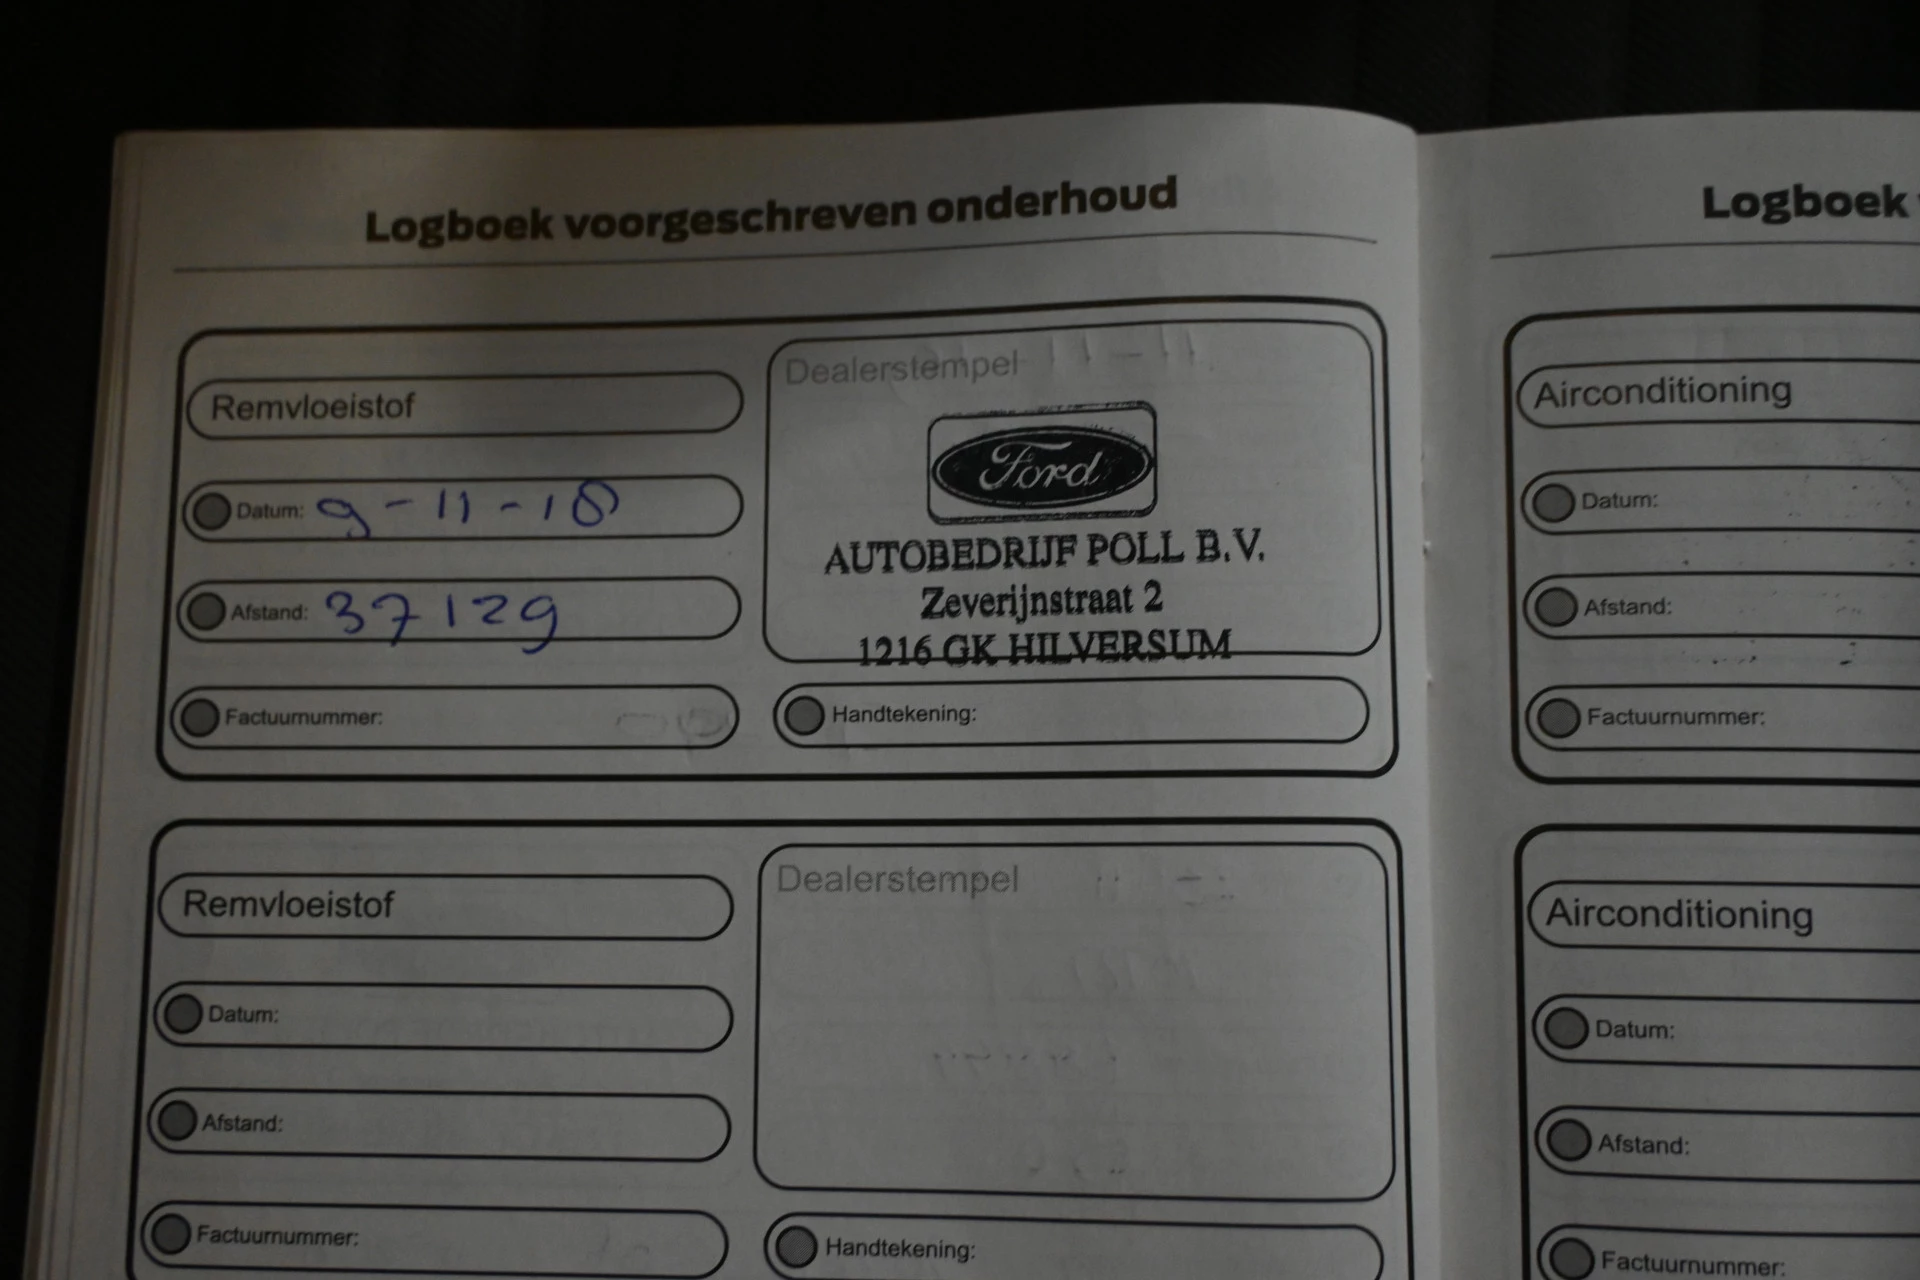 Logboek voorgeschreven onderhoud
Remvloeistof
Datum: 9-11-18
Afstand: 37129
Factuurnummer:
Dealerstempel
Ford
AUTOBEDRIJF POLL B.V.
Zeverijnstraat 2
1216 GK HILVERSUM
Handtekening:
Remvloeistof
Datum:
Afstand:
Factuurnummer:
Dealerstempel
Handtekening:
Logboek
Airconditioning
Datum:
Afstand:
Factuurnummer:
Airconditioning
Datum:
Afstand:
Factuurnummer: